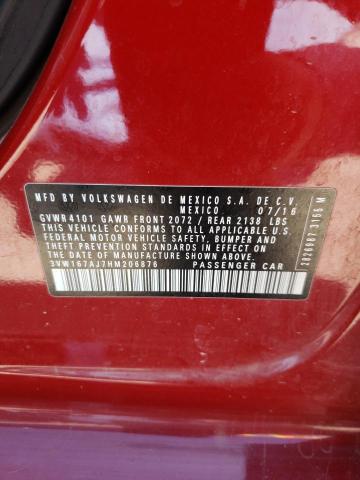 MFD BY VOLKSWAGEN DE MEXICO S.A. DE C.V.
MEXICO 07/16
GVWR 4101 GAWR FRONT 2072 / REAR 2138 LBS
THIS VEHICLE CONFORMS TO ALL APPLICABLE U.S.
FEDERAL MOTOR VEHICLE SAFETY, BUMPER AND
THEFT PREVENTION STANDARDS IN EFFECT ON THE
DATE OF MANUFACTURE SHOWN ABOVE.
3VW167AJ7HM206876 PASSENGER CAR